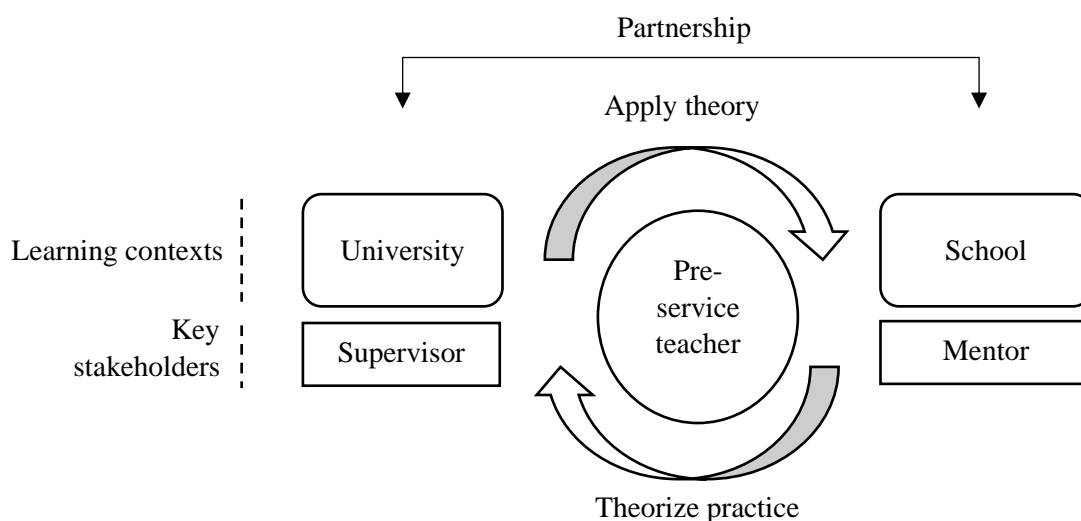 Partnership
Apply theory
Learning contexts
University
School
Pre-
service
teacher
Key
stakeholders
Supervisor
Mentor
Theorize practice